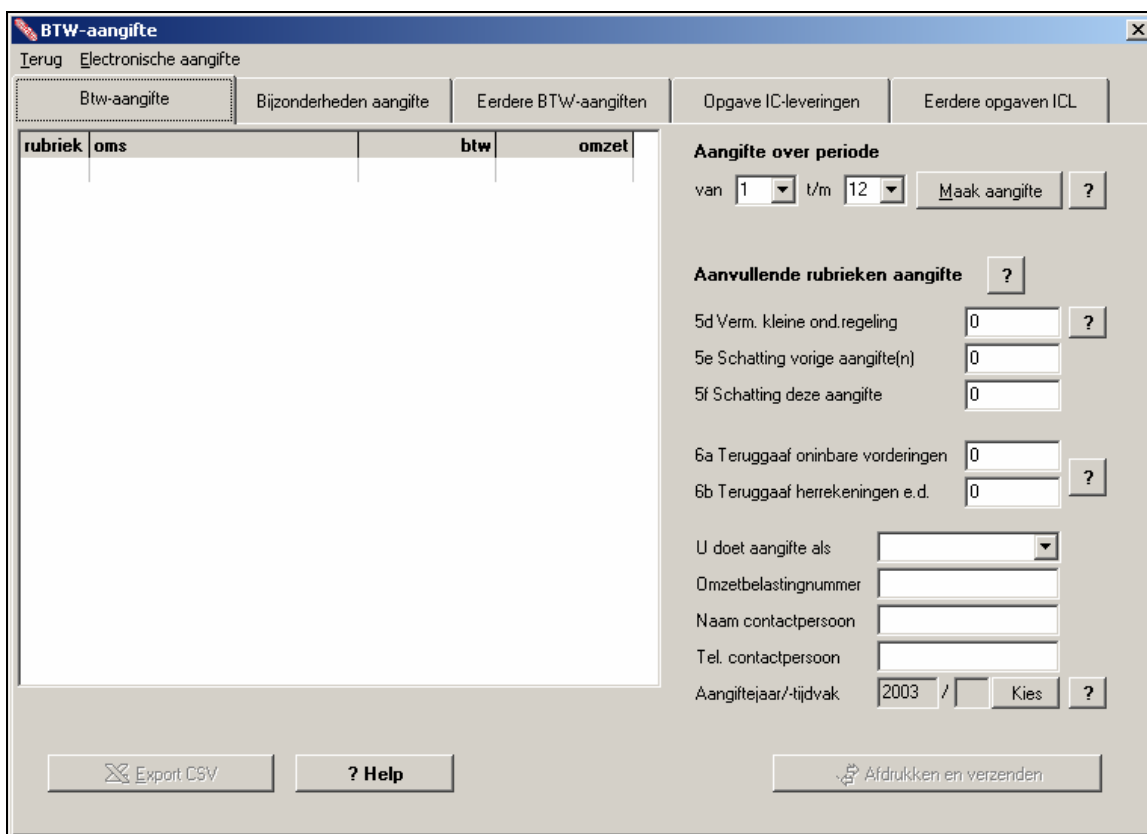 BTW-aangifte
Terug Electronische aangifte
Btw-aangifte Bijzonderheden aangifte Eerdere BTW-aangiften Opgave IC-leveringen Eerdere opgaven ICL
rubriek oms btw omzet
Aangifte over periode
van 1 t/m 12 Maak aangifte ?
Aanvullende rubrieken aangifte ?
5d Verm. kleine ond.regeling 0 ?
5e Schatting vorige aangifte(n) 0
5f Schatting deze aangifte 0
6a Teruggaaf oninbare vorderingen 0
?
6b Teruggaaf herrekeningen e.d. 0
U doet aangifte als
Omzetbelastingnummer
Naam contactpersoon
Tel. contactpersoon
Aangiftejaar/-tijdvak 2003 / Kies ?
Export CSV ? Help Afdrukken en verzenden